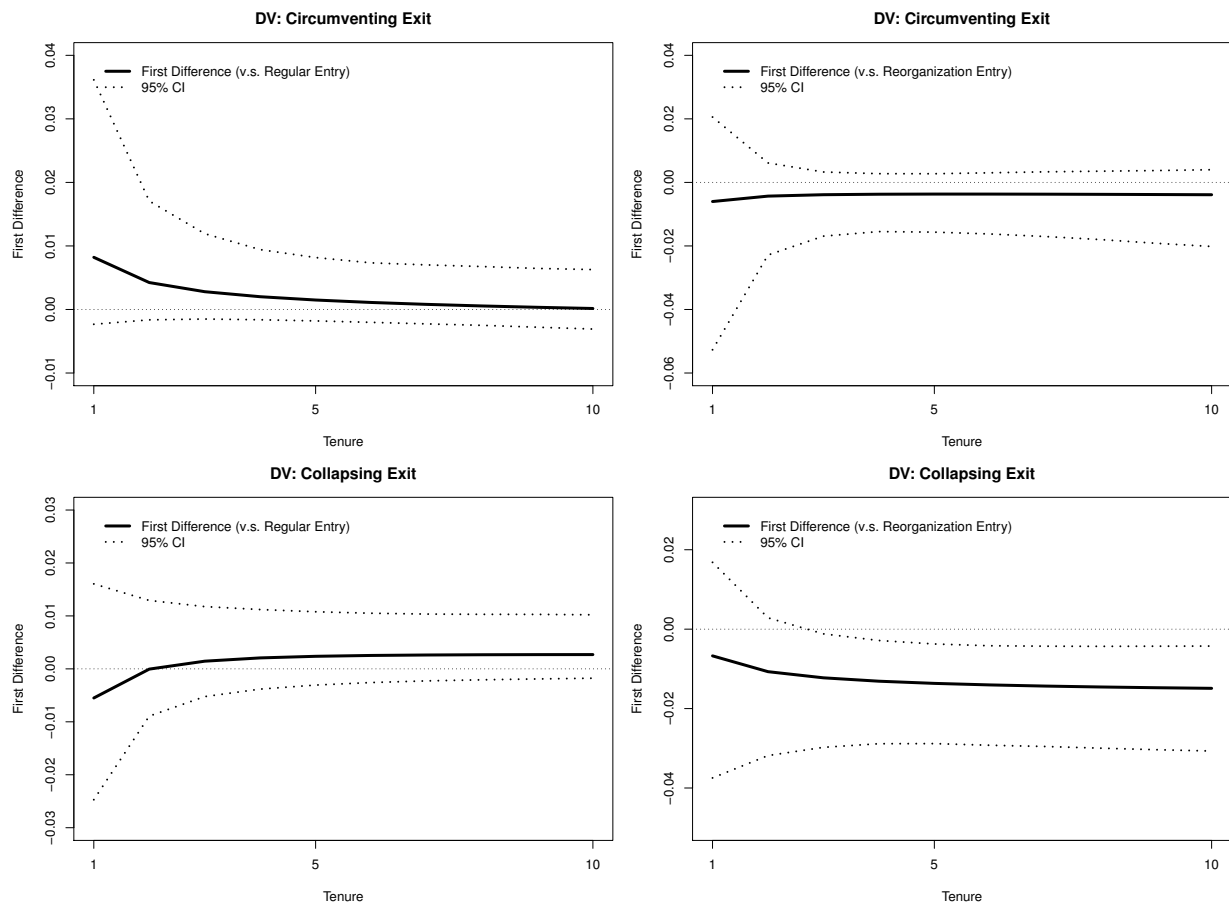 DV: Circumventing Exit
First Difference (v.s. Regular Entry)
95% CI
First Difference
0.04
0.03
0.02
0.01
0.00
−0.01
1
5
10
Tenure
DV: Circumventing Exit
First Difference (v.s. Reorganization Entry)
95% CI
First Difference
0.04
0.02
0.00
−0.02
−0.04
−0.06
1
5
10
Tenure
DV: Collapsing Exit
First Difference (v.s. Regular Entry)
95% CI
First Difference
0.03
0.02
0.01
0.00
−0.01
−0.02
−0.03
1
5
10
Tenure
DV: Collapsing Exit
First Difference (v.s. Reorganization Entry)
95% CI
First Difference
0.02
0.00
−0.02
−0.04
1
5
10
Tenure